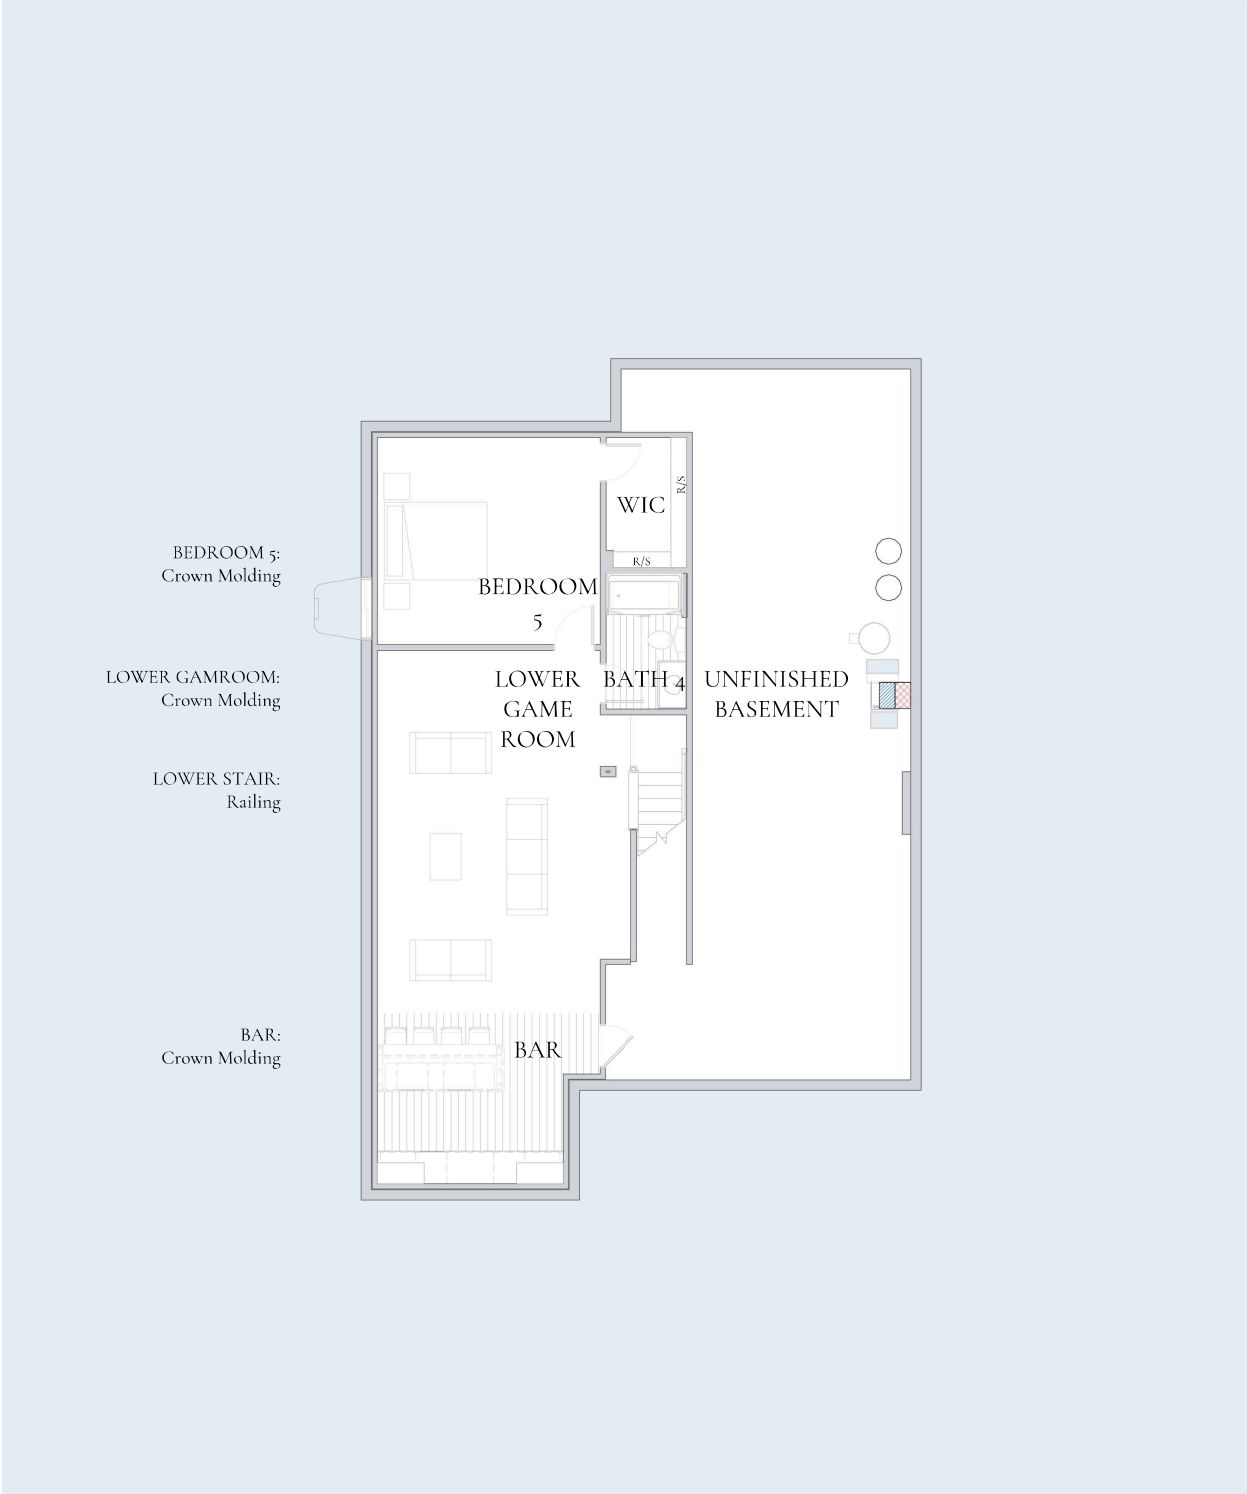 WIC
R/S
R/S
BEDROOM 5:
Crown Molding
BEDROOM
5
LOWER GAMROOM:
Crown Molding
LOWER
GAME
ROOM
BATH 4
UNFINISHED
BASEMENT
LOWER STAIR:
Railing
BAR:
Crown Molding
BAR